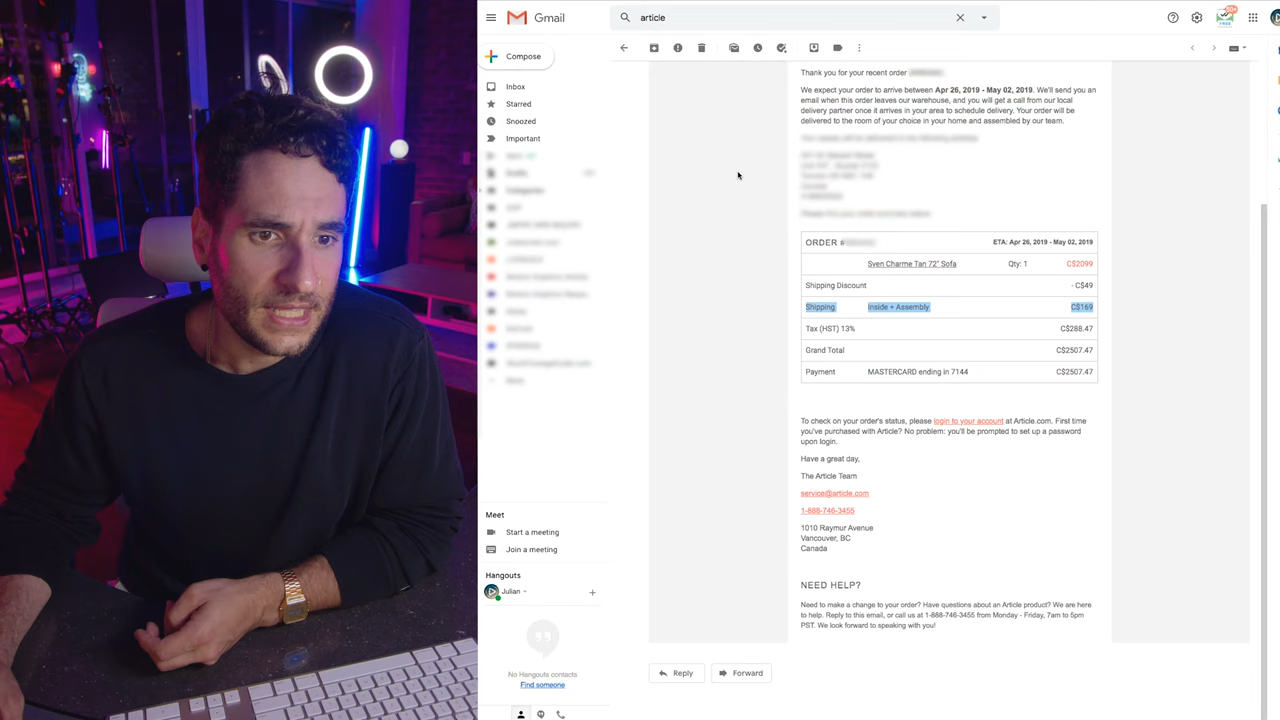 Gmail
article
60+
FREE
Compose
Inbox
Starred
Snoozed
Important
Meet
Start a meeting
Join a meeting
Hangouts
Julian
No Hangouts contacts
Find someone
Thank you for your recent order
We expect your order to arrive between Apr 26, 2019 - May 02, 2019. We'll send you an
email when this order leaves our warehouse, and you will get a call from our local
delivery partner once it arrives in your area to schedule delivery. Your order will be
delivered to the room of your choice in your home and assembled by our team.
ORDER # ETA: Apr 26, 2019 - May 02, 2019
Sven Charme Tan 72" Sofa Qty: 1 C$2099
Shipping Discount - C$49
Shipping Inside + Assembly C$169
Tax (HST) 13% C$288.47
Grand Total C$2507.47
Payment MASTERCARD ending in 7144 C$2507.47
To check on your order's status, please login to your account at Article.com. First time
you've purchased with Article? No problem: you'll be prompted to set up a password
upon login.
Have a great day,
The Article Team
service@article.com
1-888-746-3455
1010 Raymur Avenue
Vancouver, BC
Canada
NEED HELP?
Need to make a change to your order? Have questions about an Article product? We are here
to help. Reply to this email, or call us at 1-888-746-3455 from Monday - Friday, 7am to 5pm
PST. We look forward to speaking with you!
Reply
Forward